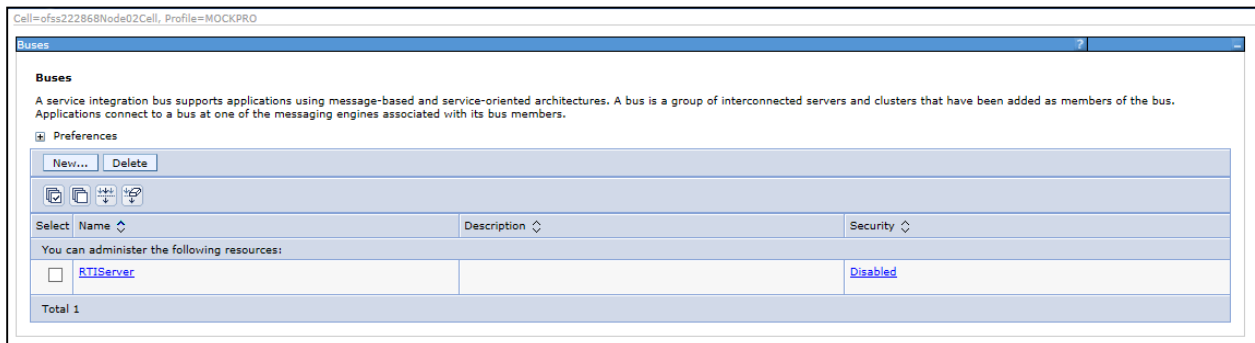 Cell=ofss222868Node02Cell, Profile=MOCKPRO
Buses ? _
Buses
A service integration bus supports applications using message-based and service-oriented architectures. A bus is a group of interconnected servers and clusters that have been added as members of the bus.
Applications connect to a bus at one of the messaging engines associated with its bus members.
Preferences
New... Delete
Select Name Description Security
You can administer the following resources:
RTIServer Disabled
Total 1